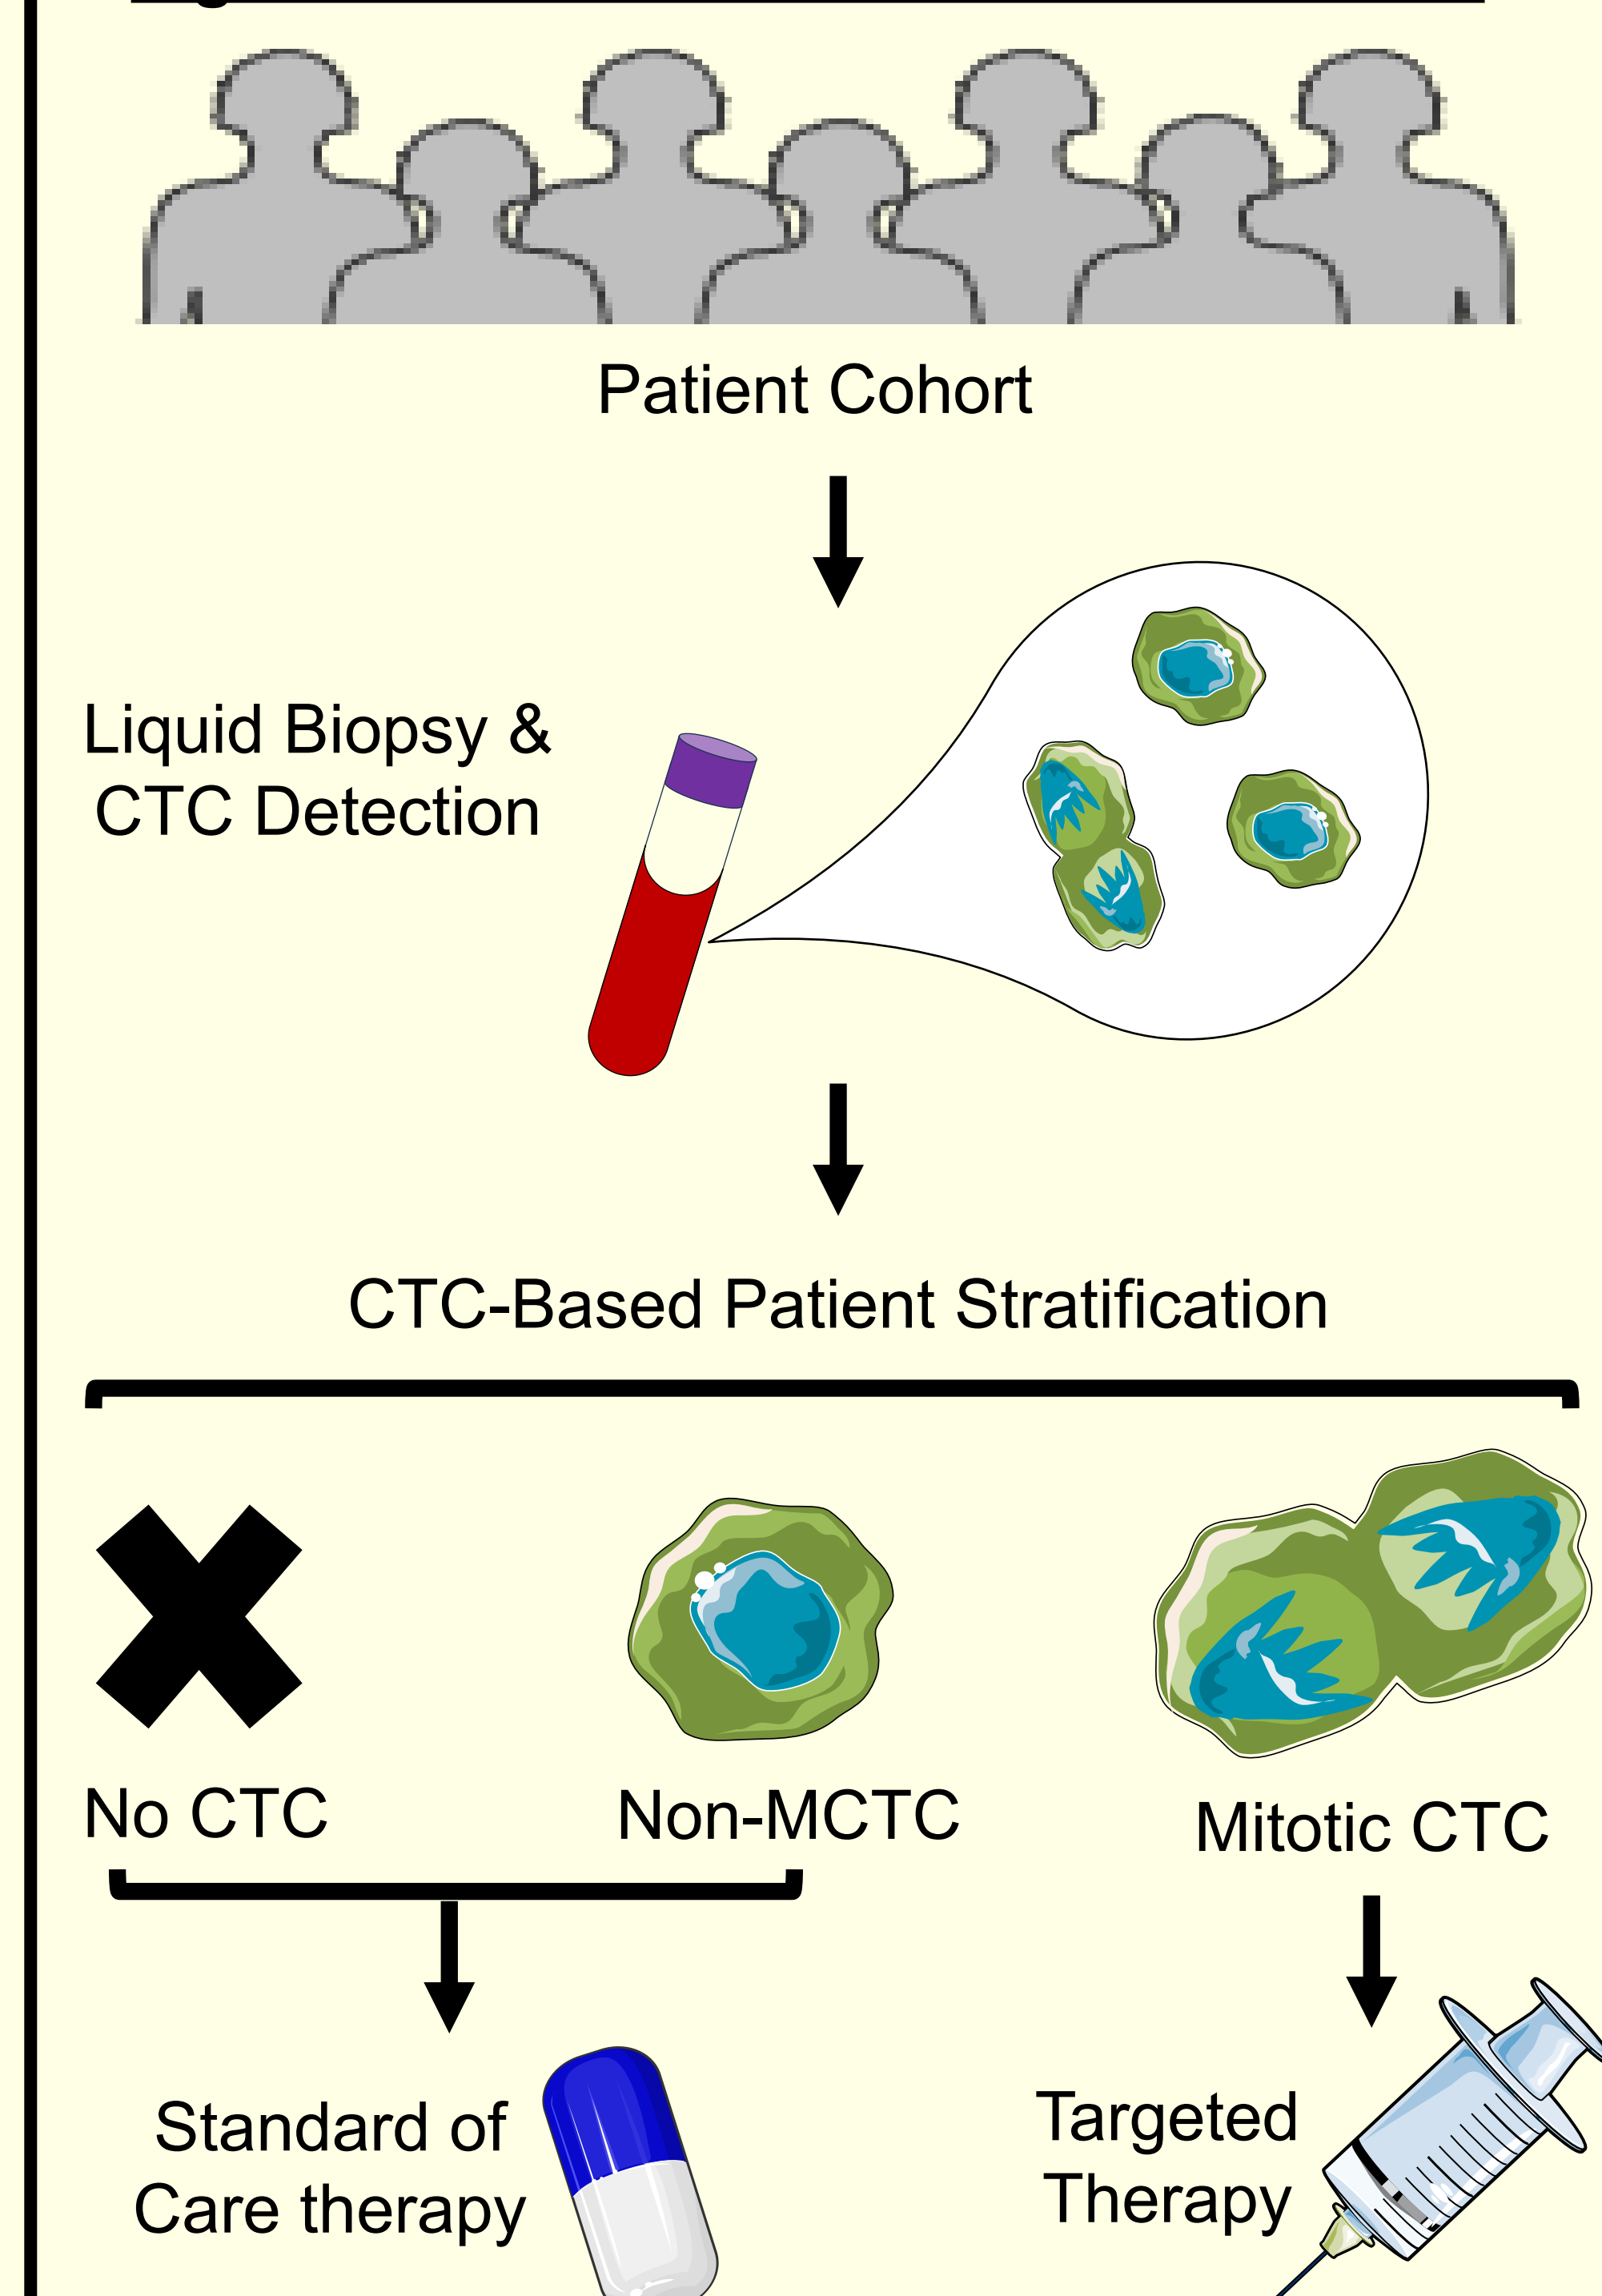 Patient Cohort
Liquid Biopsy &
CTC Detection
CTC-Based Patient Stratification
No CTC
Non-MCTC
Mitotic CTC
Standard of
Care therapy
Targeted
Therapy